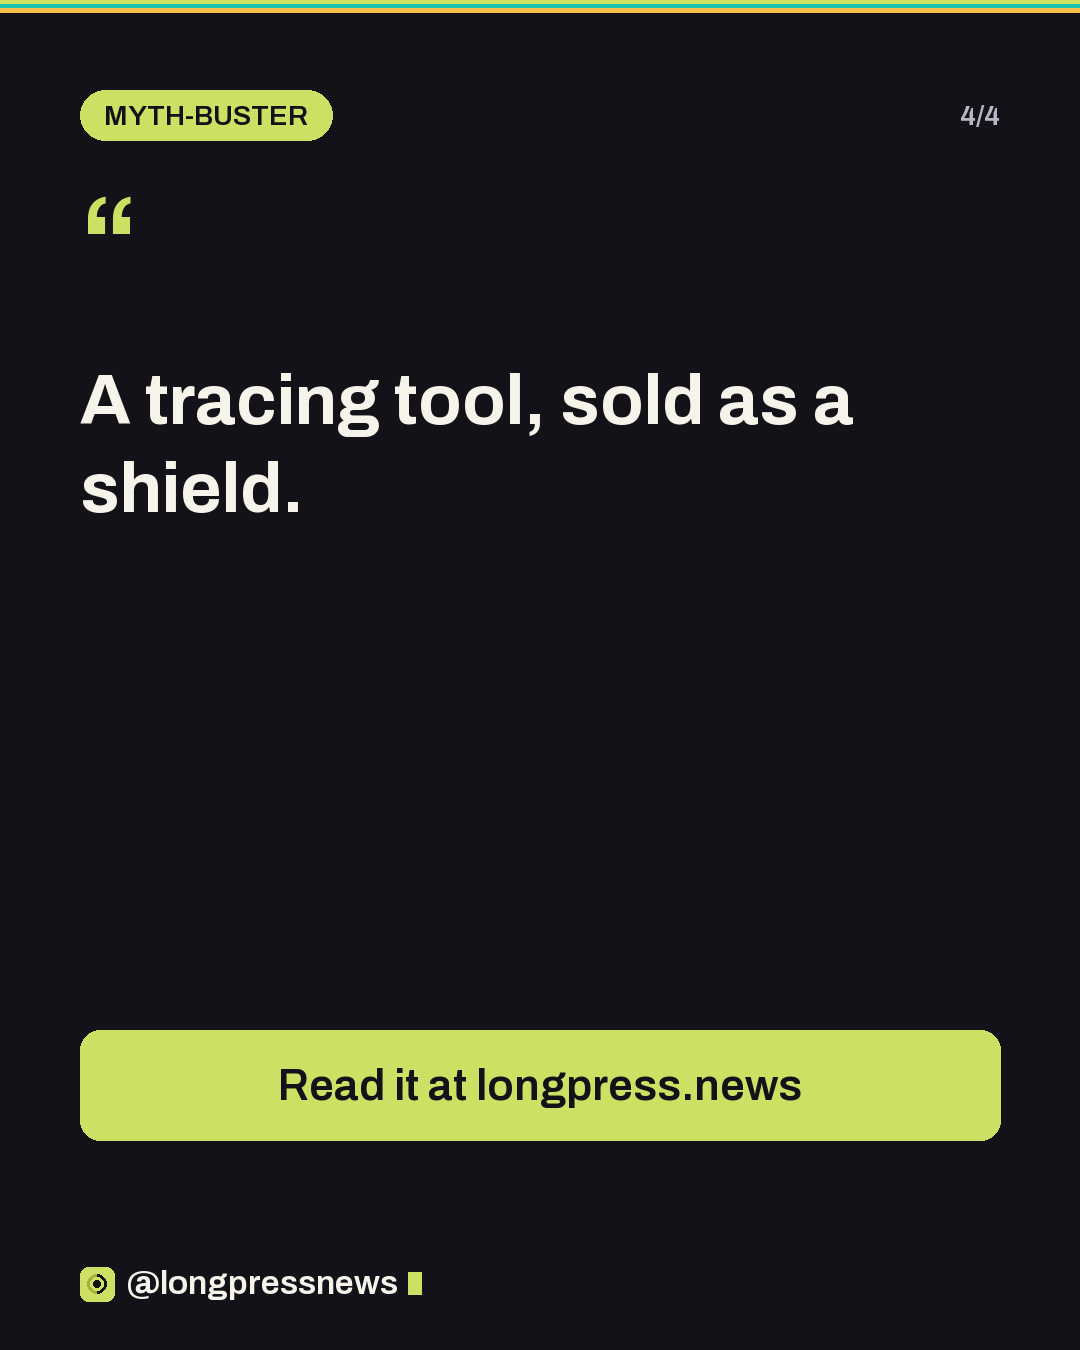 MYTH-BUSTER
4/4
“
A tracing tool, sold as a
shield.
Read it at longpress.news
@longpressnews